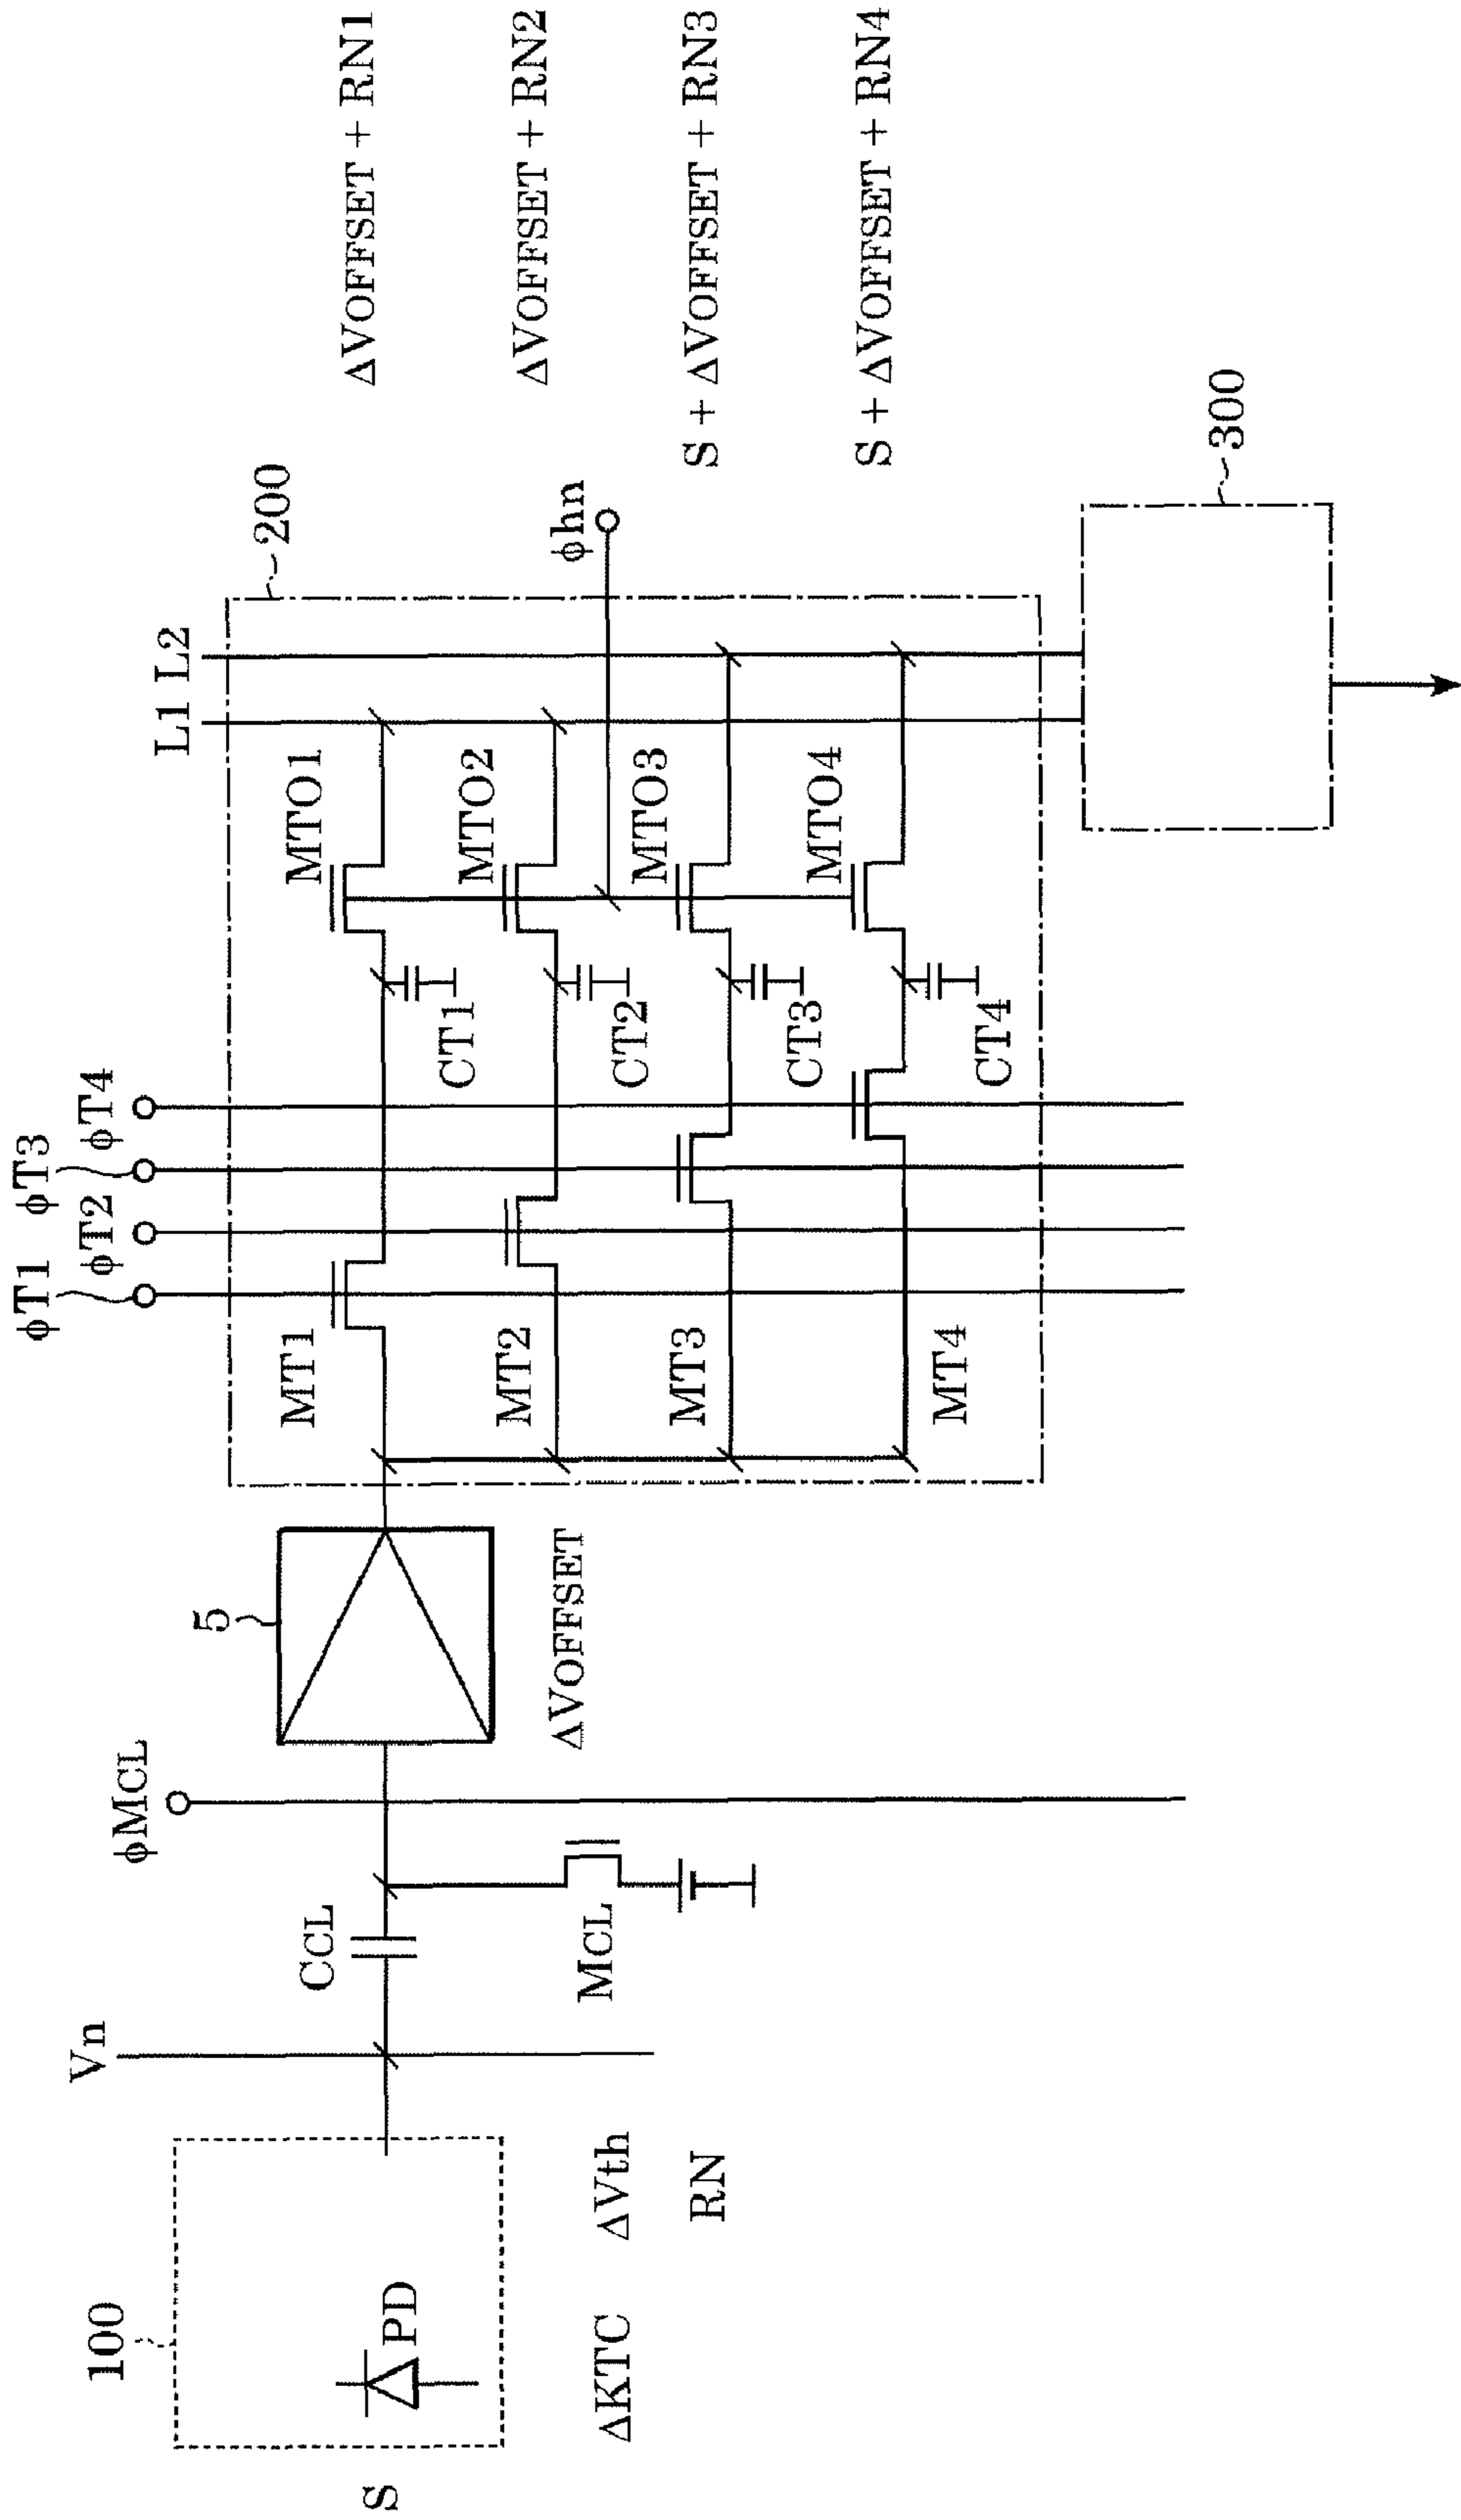 S
100
PD
ΔKTC ΔVth
RN
Vn
CCL
MCL
φMCL
5
ΔVOFFSET
φT1
φT2
φT3
φT4
MT1
MT2
MT3
MT4
CT1
CT2
CT3
CT4
MTO1
MTO2
MTO3
MTO4
L1 L2
200
φhn
300
ΔVOFFSET + RN1
ΔVOFFSET + RN2
S + ΔVOFFSET + RN3
S + ΔVOFFSET + RN4